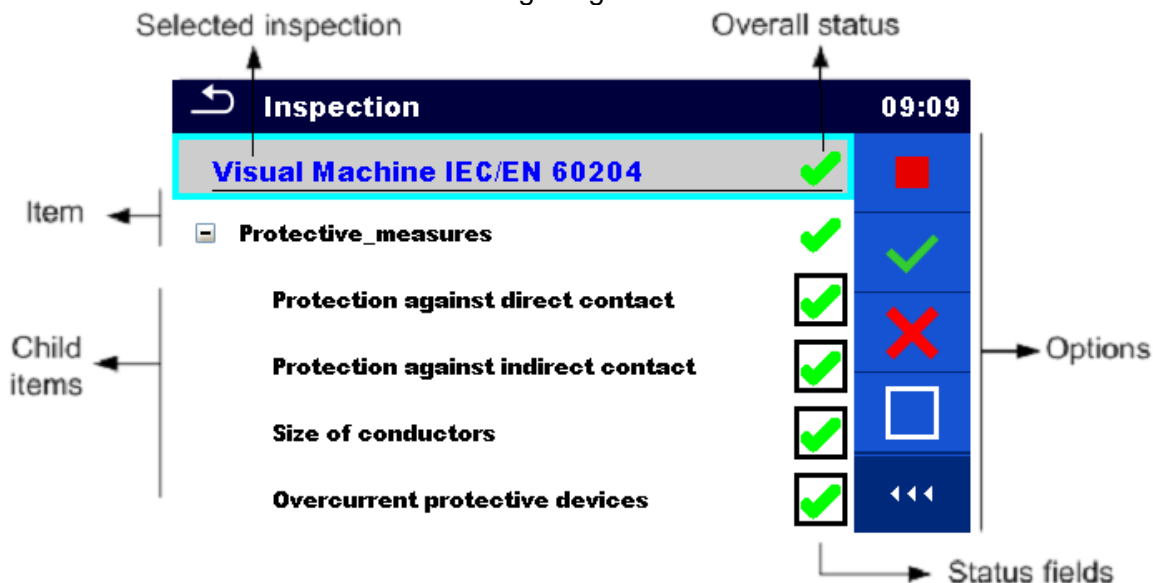 Selected inspection
Overall status
Inspection
09:09
Visual Machine IEC/EN 60204
Item
Protective_measures
Protection against direct contact
Child
items
Protection against indirect contact
Options
Size of conductors
Overcurrent protective devices
Status fields